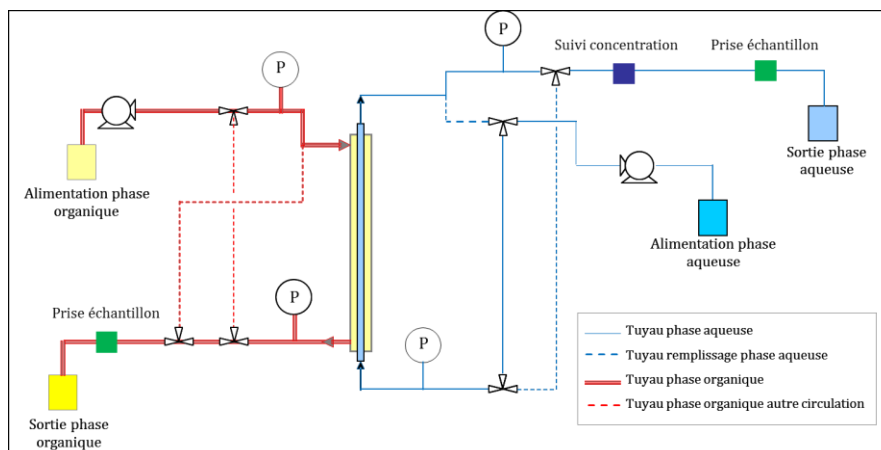 P
P
Suivi concentration
Prise échantillon
Alimentation phase
organique
Sortie phase
aqueuse
Alimentation phase
aqueuse
Prise échantillon
P
P
Sortie phase
organique
Tuyau phase aqueuse
Tuyau remplissage phase aqueuse
Tuyau phase organique
Tuyau phase organique autre circulation